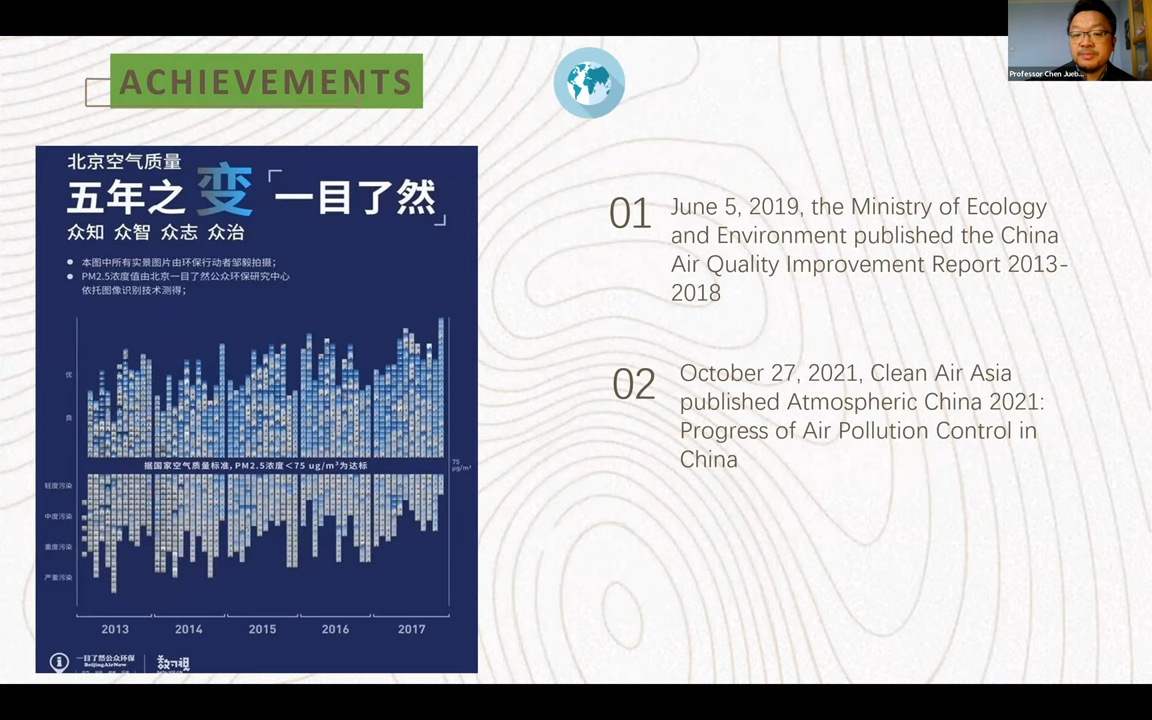 Professor Chen Jueb...
ACHIEVEMENTS
北京空气质量
五年之变「一目了然」
众知 众智 众志 众治
● 本图中所有实景图片由环保行动者邹毅拍摄；
● PM2.5浓度值由北京一目了然公众环保研究中心
依托图像识别技术测得；
优
良
据国家空气质量标准，PM2.5浓度＜75 ug/m³为达标
75
μg/m³
轻度污染
中度污染
重度污染
严重污染
2013 2014 2015 2016 2017
一目了然公众环保
BeijingAirNow
01
June 5, 2019, the Ministry of Ecology
and Environment published the China
Air Quality Improvement Report 2013-
2018
02
October 27, 2021, Clean Air Asia
published Atmospheric China 2021:
Progress of Air Pollution Control in
China